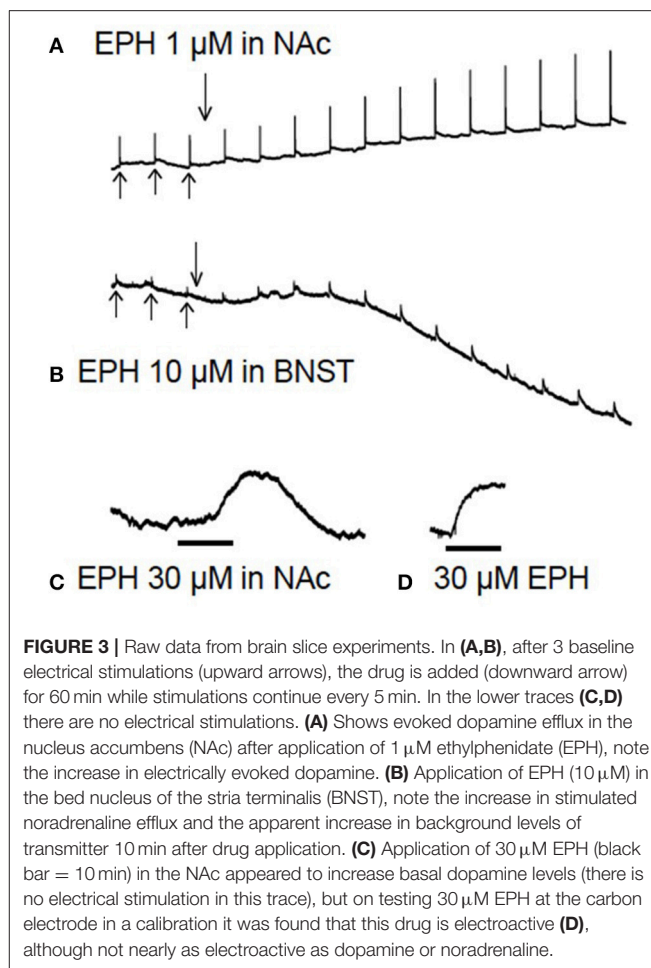 A EPH 1 µM in NAc
B EPH 10 µM in BNST
C EPH 30 µM in NAc
D 30 µM EPH
FIGURE 3 | Raw data from brain slice experiments. In (A,B), after 3 baseline
electrical stimulations (upward arrows), the drug is added (downward arrow)
for 60 min while stimulations continue every 5 min. In the lower traces (C,D)
there are no electrical stimulations. (A) Shows evoked dopamine efflux in the
nucleus accumbens (NAc) after application of 1 µM ethylphenidate (EPH), note
the increase in electrically evoked dopamine. (B) Application of EPH (10 µM) in
the bed nucleus of the stria terminalis (BNST), note the increase in stimulated
noradrenaline efflux and the apparent increase in background levels of
transmitter 10 min after drug application. (C) Application of 30 µM EPH (black
bar = 10 min) in the NAc appeared to increase basal dopamine levels (there is
no electrical stimulation in this trace), but on testing 30 µM EPH at the carbon
electrode in a calibration it was found that this drug is electroactive (D),
although not nearly as electroactive as dopamine or noradrenaline.